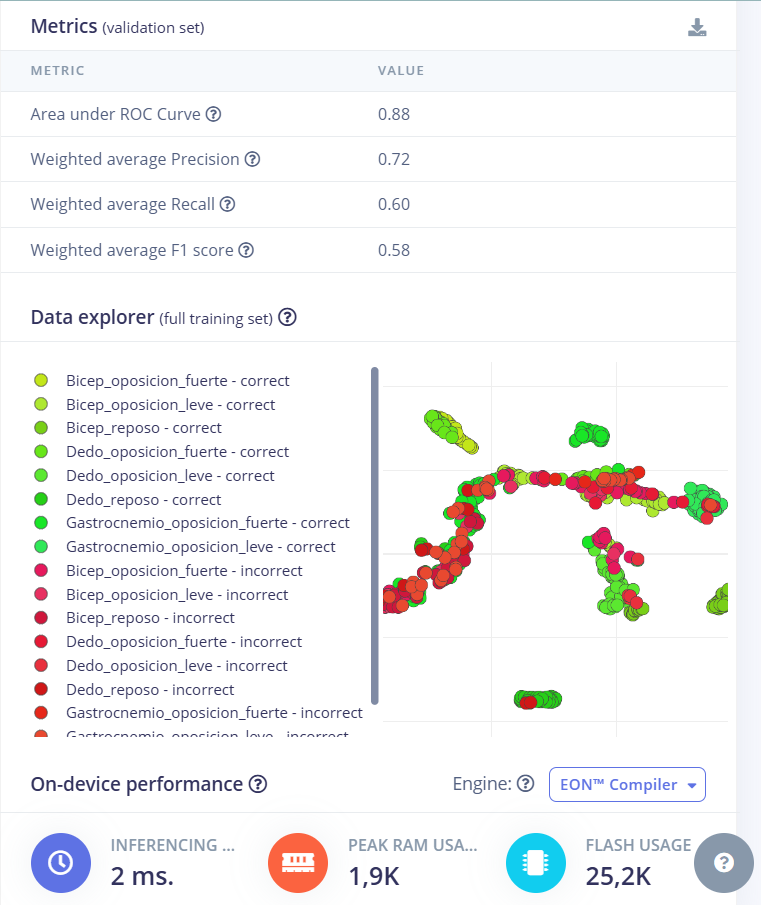 Metrics (validation set)
METRIC VALUE
Area under ROC Curve ? 0.88
Weighted average Precision ? 0.72
Weighted average Recall ? 0.60
Weighted average F1 score ? 0.58
Data explorer (full training set) ?
Bicep_oposicion_fuerte - correct
Bicep_oposicion_leve - correct
Bicep_reposo - correct
Dedo_oposicion_fuerte - correct
Dedo_oposicion_leve - correct
Dedo_reposo - correct
Gastrocnemio_oposicion_fuerte - correct
Gastrocnemio_oposicion_leve - correct
Bicep_oposicion_fuerte - incorrect
Bicep_oposicion_leve - incorrect
Bicep_reposo - incorrect
Dedo_oposicion_fuerte - incorrect
Dedo_oposicion_leve - incorrect
Dedo_reposo - incorrect
Gastrocnemio_oposicion_fuerte - incorrect
Gastrocnemio_oposicion_leve - incorrect
On-device performance ? Engine: ? EON™ Compiler
INFERENCING ... PEAK RAM USA... FLASH USAGE
2 ms. 1,9K 25,2K ?